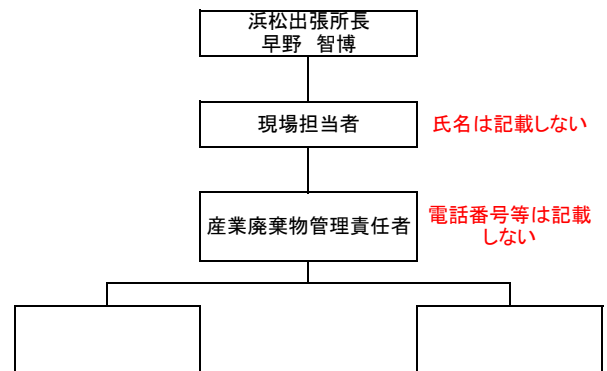 浜松出張所長
早野　智博
現場担当者
氏名は記載しない
産業廃棄物管理責任者
電話番号等は記載
しない